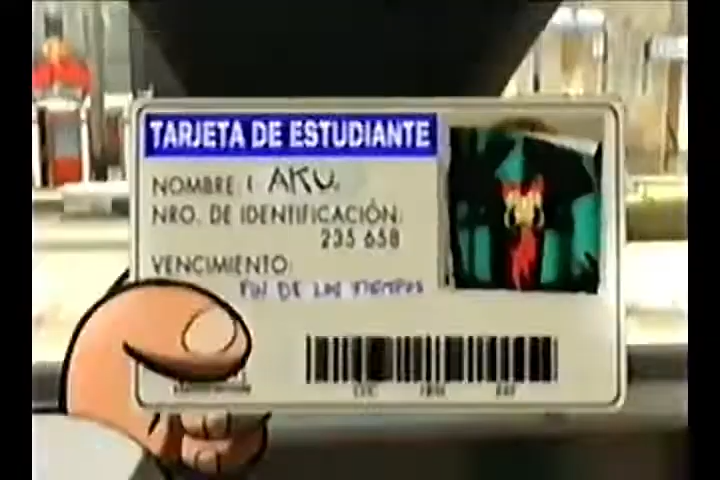 TARJETA DE ESTUDIANTE
NOMBRE: AKU
NRO. DE IDENTIFICACIÓN:
235 658
VENCIMIENTO:
FIN DE LOS TIEMPOS